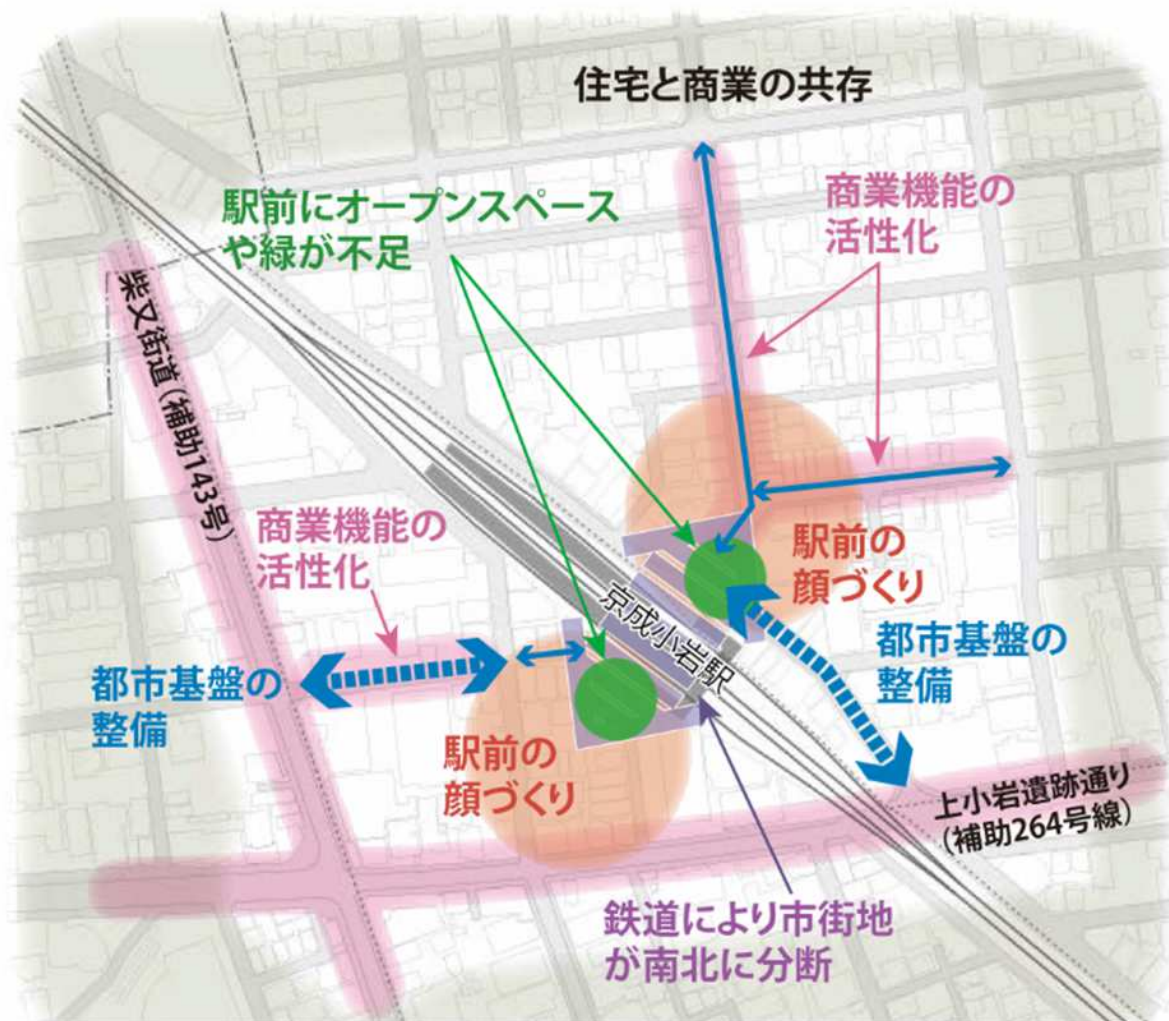 住宅と商業の共存
駅前にオープンスペース
や緑が不足
商業機能の
活性化
柴又街道(補助143号)
商業機能の
活性化
駅前の
顔づくり
京成小岩駅
都市基盤の
整備
都市基盤の
整備
駅前の
顔づくり
上小岩遺跡通り
(補助264号線)
鉄道により市街地
が南北に分断